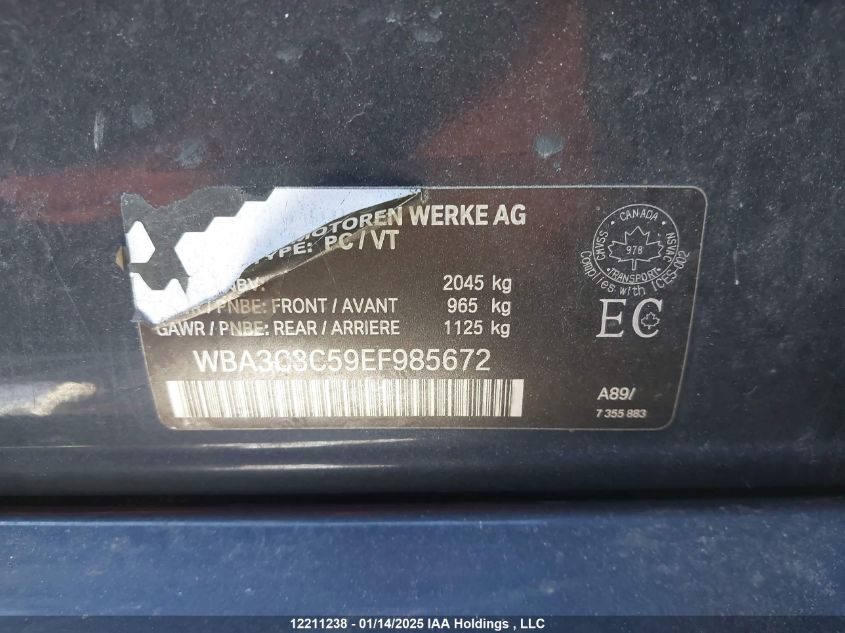 MOTOREN WERKE AG
TYPE: PC / VT
2045 kg
PNBE: FRONT / AVANT 965 kg
GAWR / PNBE: REAR / ARRIERE 1125 kg
WBA3C3C59EF985672
CANADA
CMVSS NSVAC
978
TRANSPORT
Complies with ICES-002
EC
A89/
7 355 883
12211238 - 01/14/2025 IAA Holdings , LLC